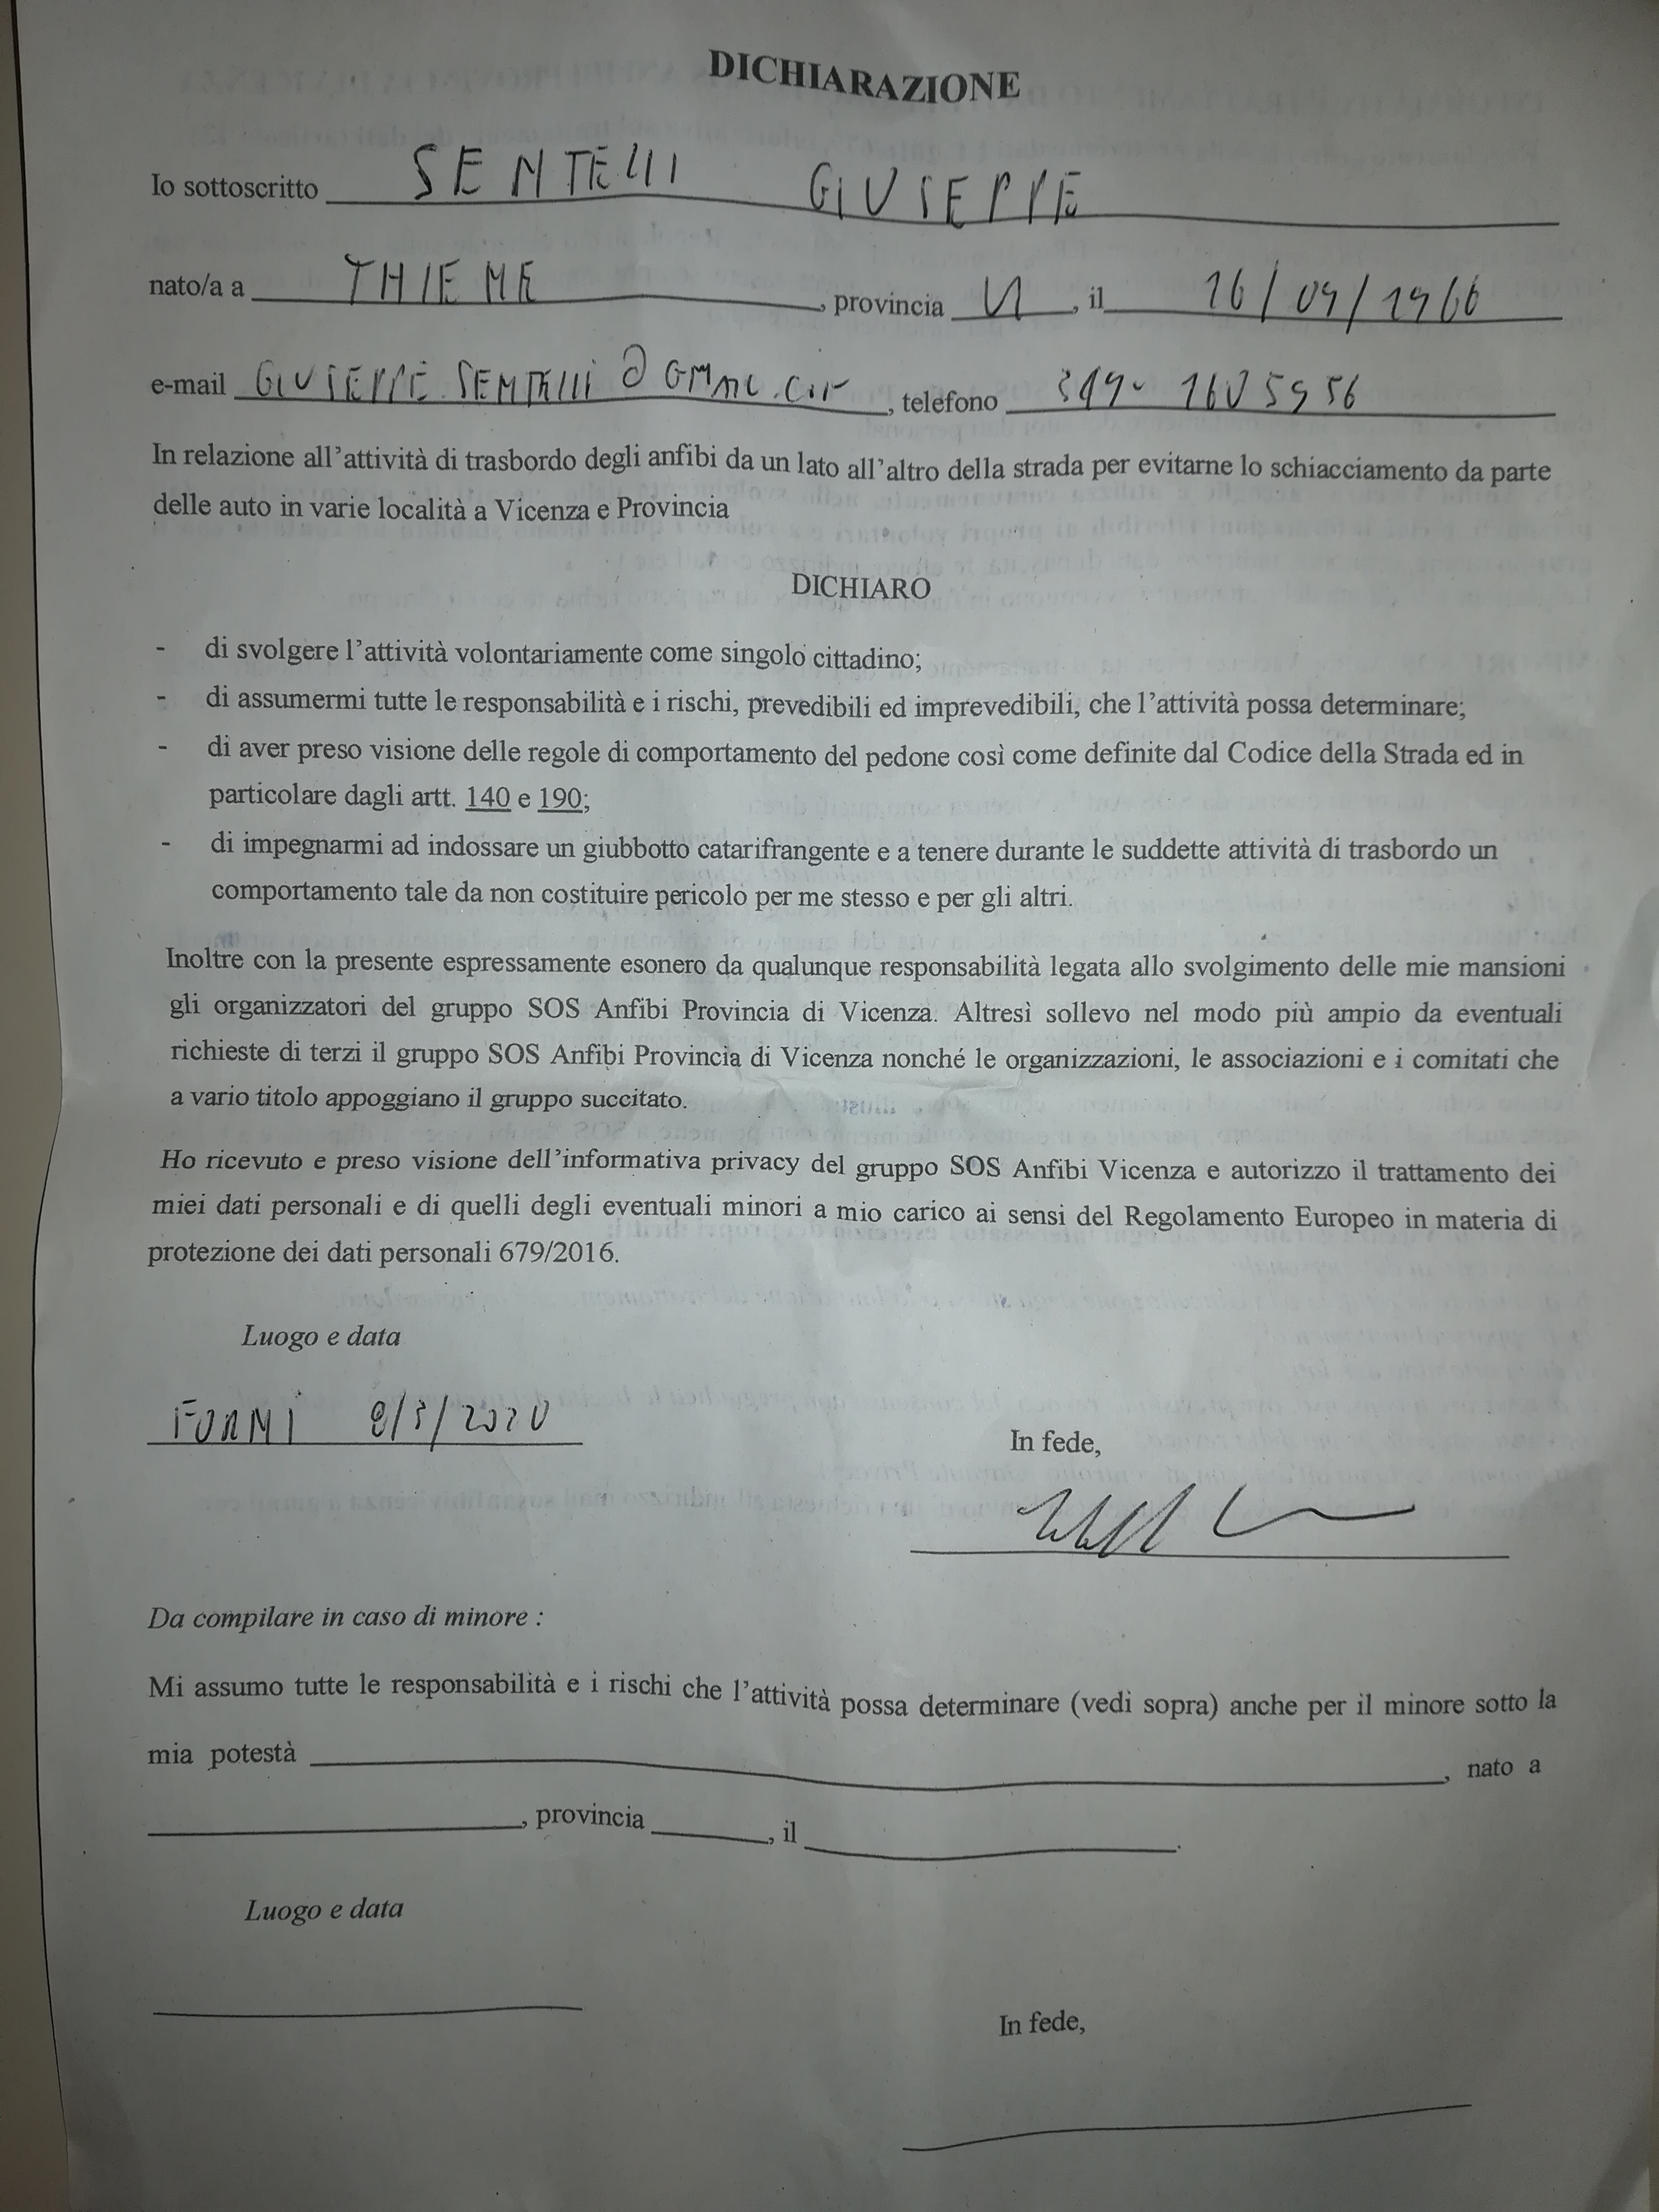 DICHIARAZIONE
Io sottoscritto SEMTELLI GIUSEPPE
nato/a a THIENE, provincia VI, il 16/09/1966
e-mail GIUSEPPE.SEMTELLI@GMAIL.COM, telefono
In relazione all'attività di trasbordo degli anfibi da un lato all'altro della strada per evitarne lo schiacciamento da parte
delle auto in varie località a Vicenza e Provincia
DICHIARO
- di svolgere l'attività volontariamente come singolo cittadino;
- di assumermi tutte le responsabilità e i rischi, prevedibili ed imprevedibili, che l'attività possa determinare;
- di aver preso visione delle regole di comportamento del pedone così come definite dal Codice della Strada ed in
particolare dagli artt. 140 e 190;
- di impegnarmi ad indossare un giubbotto catarifrangente e a tenere durante le suddette attività di trasbordo un
comportamento tale da non costituire pericolo per me stesso e per gli altri.
Inoltre con la presente espressamente esonero da qualunque responsabilità legata allo svolgimento delle mie mansioni
gli organizzatori del gruppo SOS Anfibi Provincia di Vicenza. Altresì sollevo nel modo più ampio da eventuali
richieste di terzi il gruppo SOS Anfibi Provincia di Vicenza nonché le organizzazioni, le associazioni e i comitati che
a vario titolo appoggiano il gruppo succitato.
Ho ricevuto e preso visione dell'informativa privacy del gruppo SOS Anfibi Vicenza e autorizzo il trattamento dei
miei dati personali e di quelli degli eventuali minori a mio carico ai sensi del Regolamento Europeo in materia di
protezione dei dati personali 679/2016.
Luogo e data
8/3/2020
In fede,
Da compilare in caso di minore :
Mi assumo tutte le responsabilità e i rischi che l'attività possa determinare (vedi sopra) anche per il minore sotto la
mia potestà , nato a
, provincia , il .
Luogo e data
In fede,